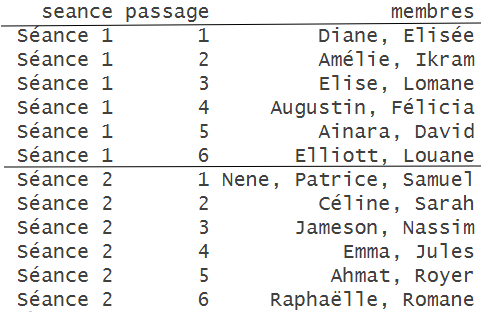 seance passage membres
Séance 1 1 Diane, Elisée
Séance 1 2 Amélie, Ikram
Séance 1 3 Elise, Lomane
Séance 1 4 Augustin, Félicia
Séance 1 5 Ainara, David
Séance 1 6 Elliott, Louane
Séance 2 1 Nene, Patrice, Samuel
Séance 2 2 Céline, Sarah
Séance 2 3 Jameson, Nassim
Séance 2 4 Emma, Jules
Séance 2 5 Ahmat, Royer
Séance 2 6 Raphaëlle, Romane